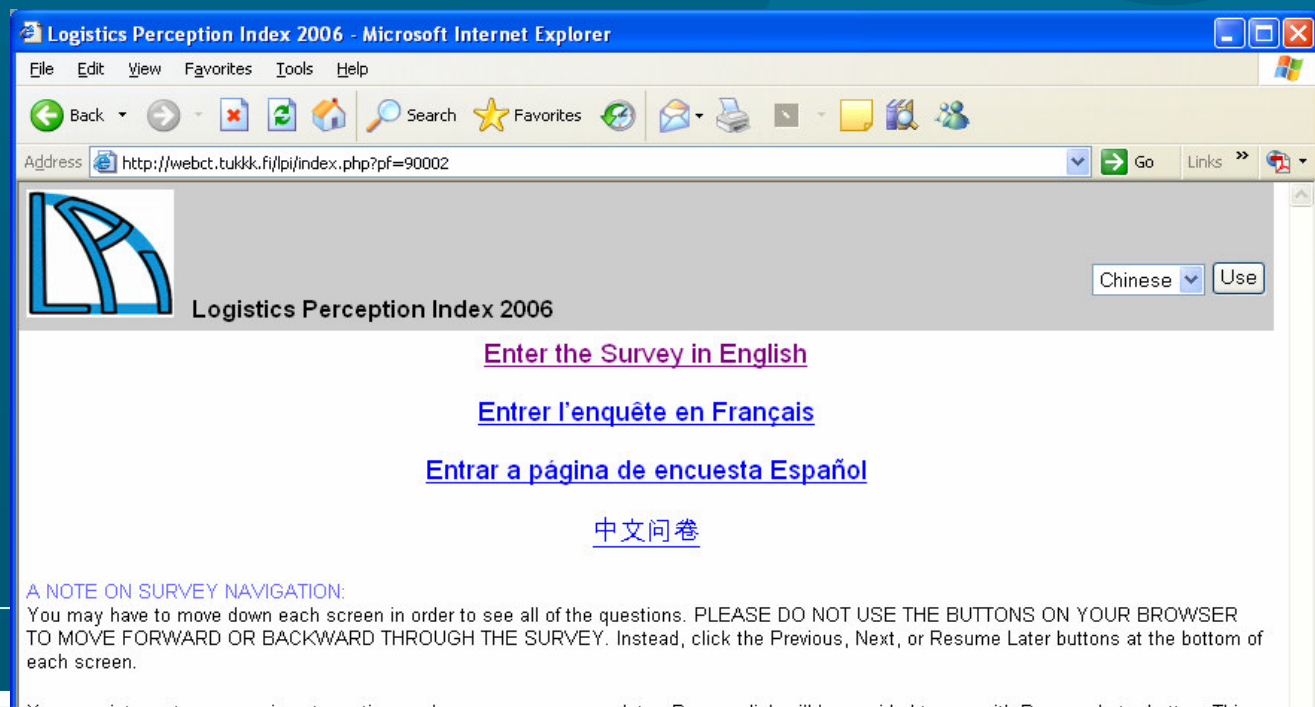 Logistics Perception Index 2006 - Microsoft Internet Explorer
File Edit View Favorites Tools Help
Back Search Favorites
Address http://webct.tukkk.fi/lpi/index.php?pf=90002 Go Links »
LPI
Logistics Perception Index 2006
Chinese Use
Enter the Survey in English
Entrer l'enquête en Français
Entrar a página de encuesta Español
中文问卷
A NOTE ON SURVEY NAVIGATION:
You may have to move down each screen in order to see all of the questions. PLEASE DO NOT USE THE BUTTONS ON YOUR BROWSER
TO MOVE FORWARD OR BACKWARD THROUGH THE SURVEY. Instead, click the Previous, Next, or Resume Later buttons at the bottom of
each screen.